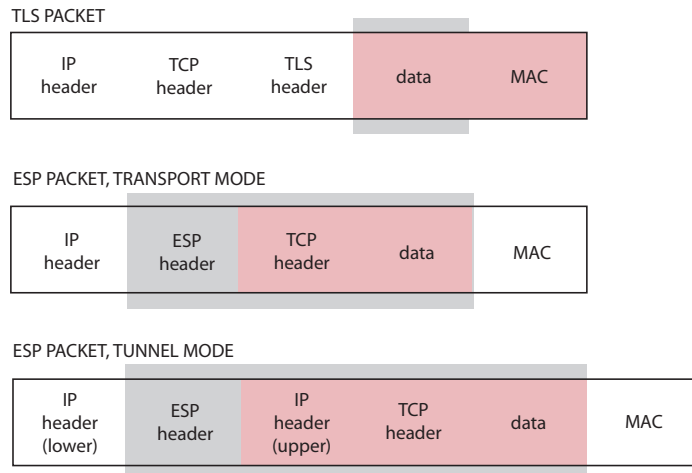 TLS PACKET
IP
header
TCP
header
TLS
header
data
MAC
ESP PACKET, TRANSPORT MODE
IP
header
ESP
header
TCP
header
data
MAC
ESP PACKET, TUNNEL MODE
IP
header
(lower)
ESP
header
IP
header
(upper)
TCP
header
data
MAC